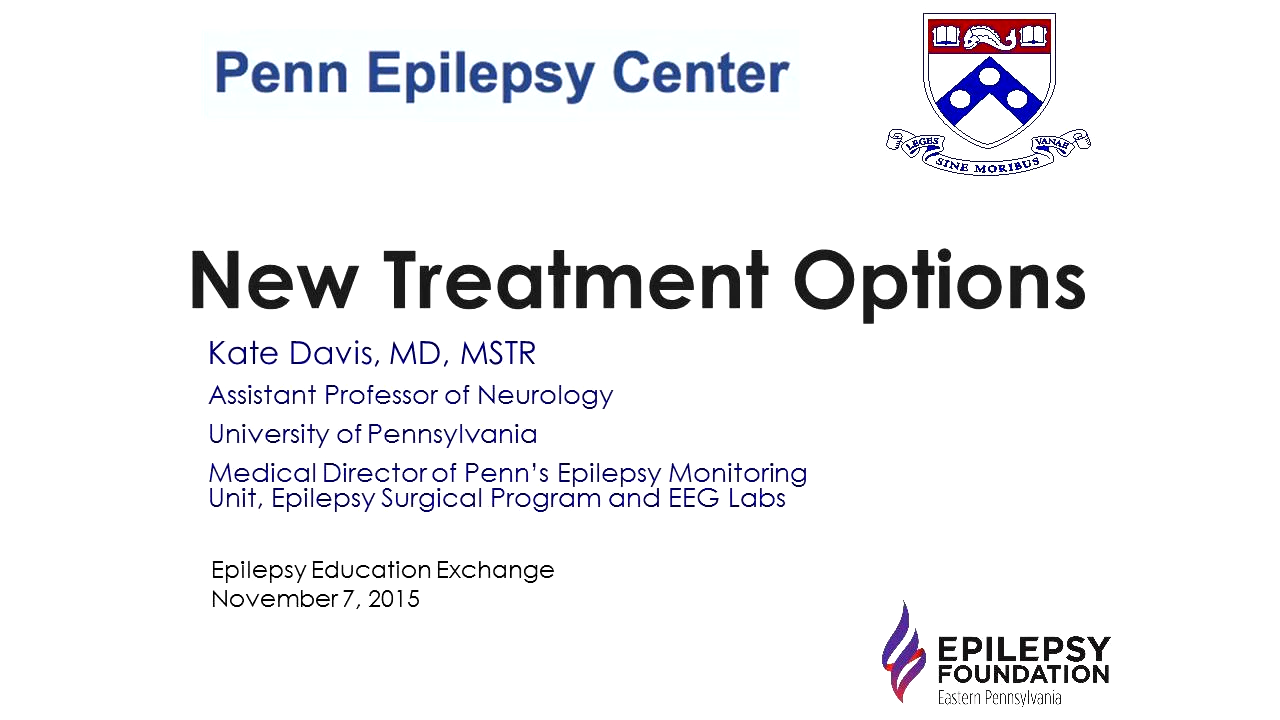 Penn Epilepsy Center
LEGES
VANAE
SINE MORIBUS
New Treatment Options
Kate Davis, MD, MSTR
Assistant Professor of Neurology
University of Pennsylvania
Medical Director of Penn’s Epilepsy Monitoring
Unit, Epilepsy Surgical Program and EEG Labs
Epilepsy Education Exchange
November 7, 2015
EPILEPSY
FOUNDATION
Eastern Pennsylvania